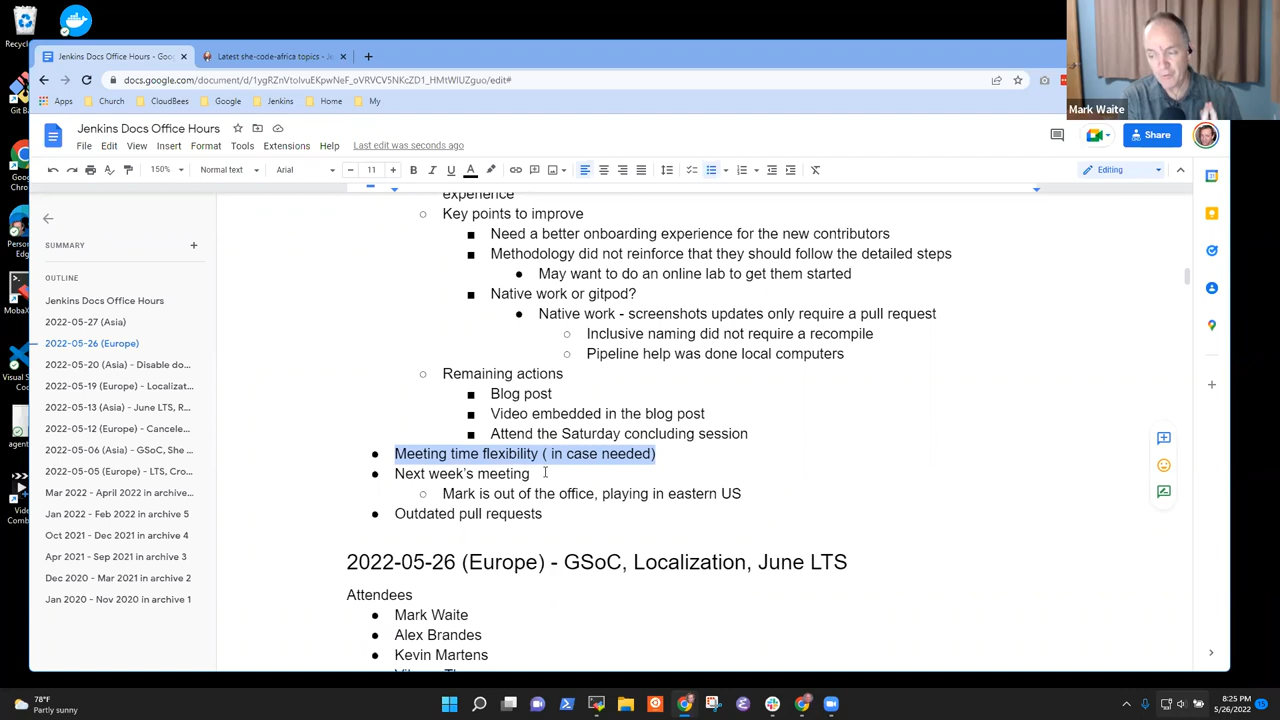 Jenkins Docs Office Hours - Goo
Latest she-code-africa topics - Je
docs.google.com/document/d/1ygRZnVtolvuEKpwNeF_oVRVCV5NKcZD1_HMtWlUZguo/edit#
Apps
Church
CloudBees
Google
Jenkins
Home
My
Mark Waite
Jenkins Docs Office Hours
File Edit View Insert Format Tools Extensions Help
Last edit was seconds ago
Share
150%
Normal text
Arial
11
Editing
SUMMARY
OUTLINE
Jenkins Docs Office Hours
2022-05-27 (Asia)
2022-05-26 (Europe)
2022-05-20 (Asia) - Disable do...
2022-05-19 (Europe) - Localizat...
2022-05-13 (Asia) - June LTS, R...
2022-05-12 (Europe) - Cancele...
2022-05-06 (Asia) - GSoC, She ...
2022-05-05 (Europe) - LTS, Cro...
Mar 2022 - April 2022 in archive 5
Jan 2022 - Feb 2022 in archive 5
Oct 2021 - Dec 2021 in archive 4
Apr 2021 - Sep 2021 in archive 3
Dec 2020 - Mar 2021 in archive 2
Jan 2020 - Nov 2020 in archive 1
experience
Key points to improve
Need a better onboarding experience for the new contributors
Methodology did not reinforce that they should follow the detailed steps
May want to do an online lab to get them started
Native work or gitpod?
Native work - screenshots updates only require a pull request
Inclusive naming did not require a recompile
Pipeline help was done local computers
Remaining actions
Blog post
Video embedded in the blog post
Attend the Saturday concluding session
Meeting time flexibility ( in case needed)
Next week's meeting
Mark is out of the office, playing in eastern US
Outdated pull requests
2022-05-26 (Europe) - GSoC, Localization, June LTS
Attendees
Mark Waite
Alex Brandes
Kevin Martens
78°F
Partly sunny
8:25 PM
5/26/2022